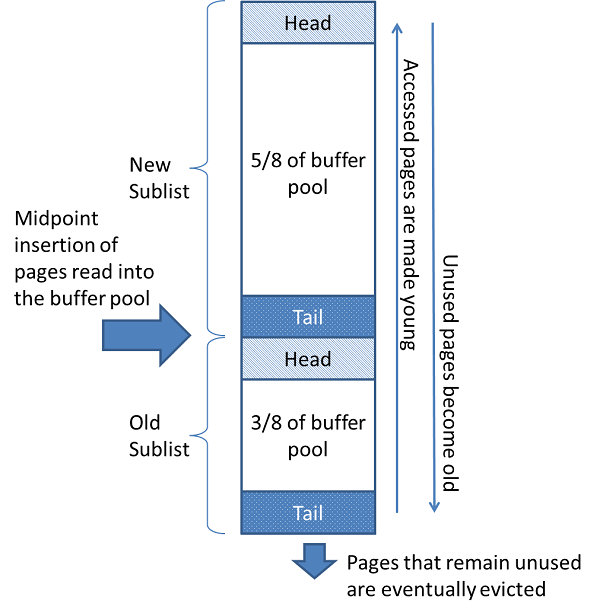 Head
5/8 of buffer
pool
New
Sublist
Midpoint
insertion of
pages read into
the buffer pool
Tail
Head
Old
Sublist
3/8 of buffer
pool
Tail
Accessed pages are made young
Unused pages become old
Pages that remain unused
are eventually evicted